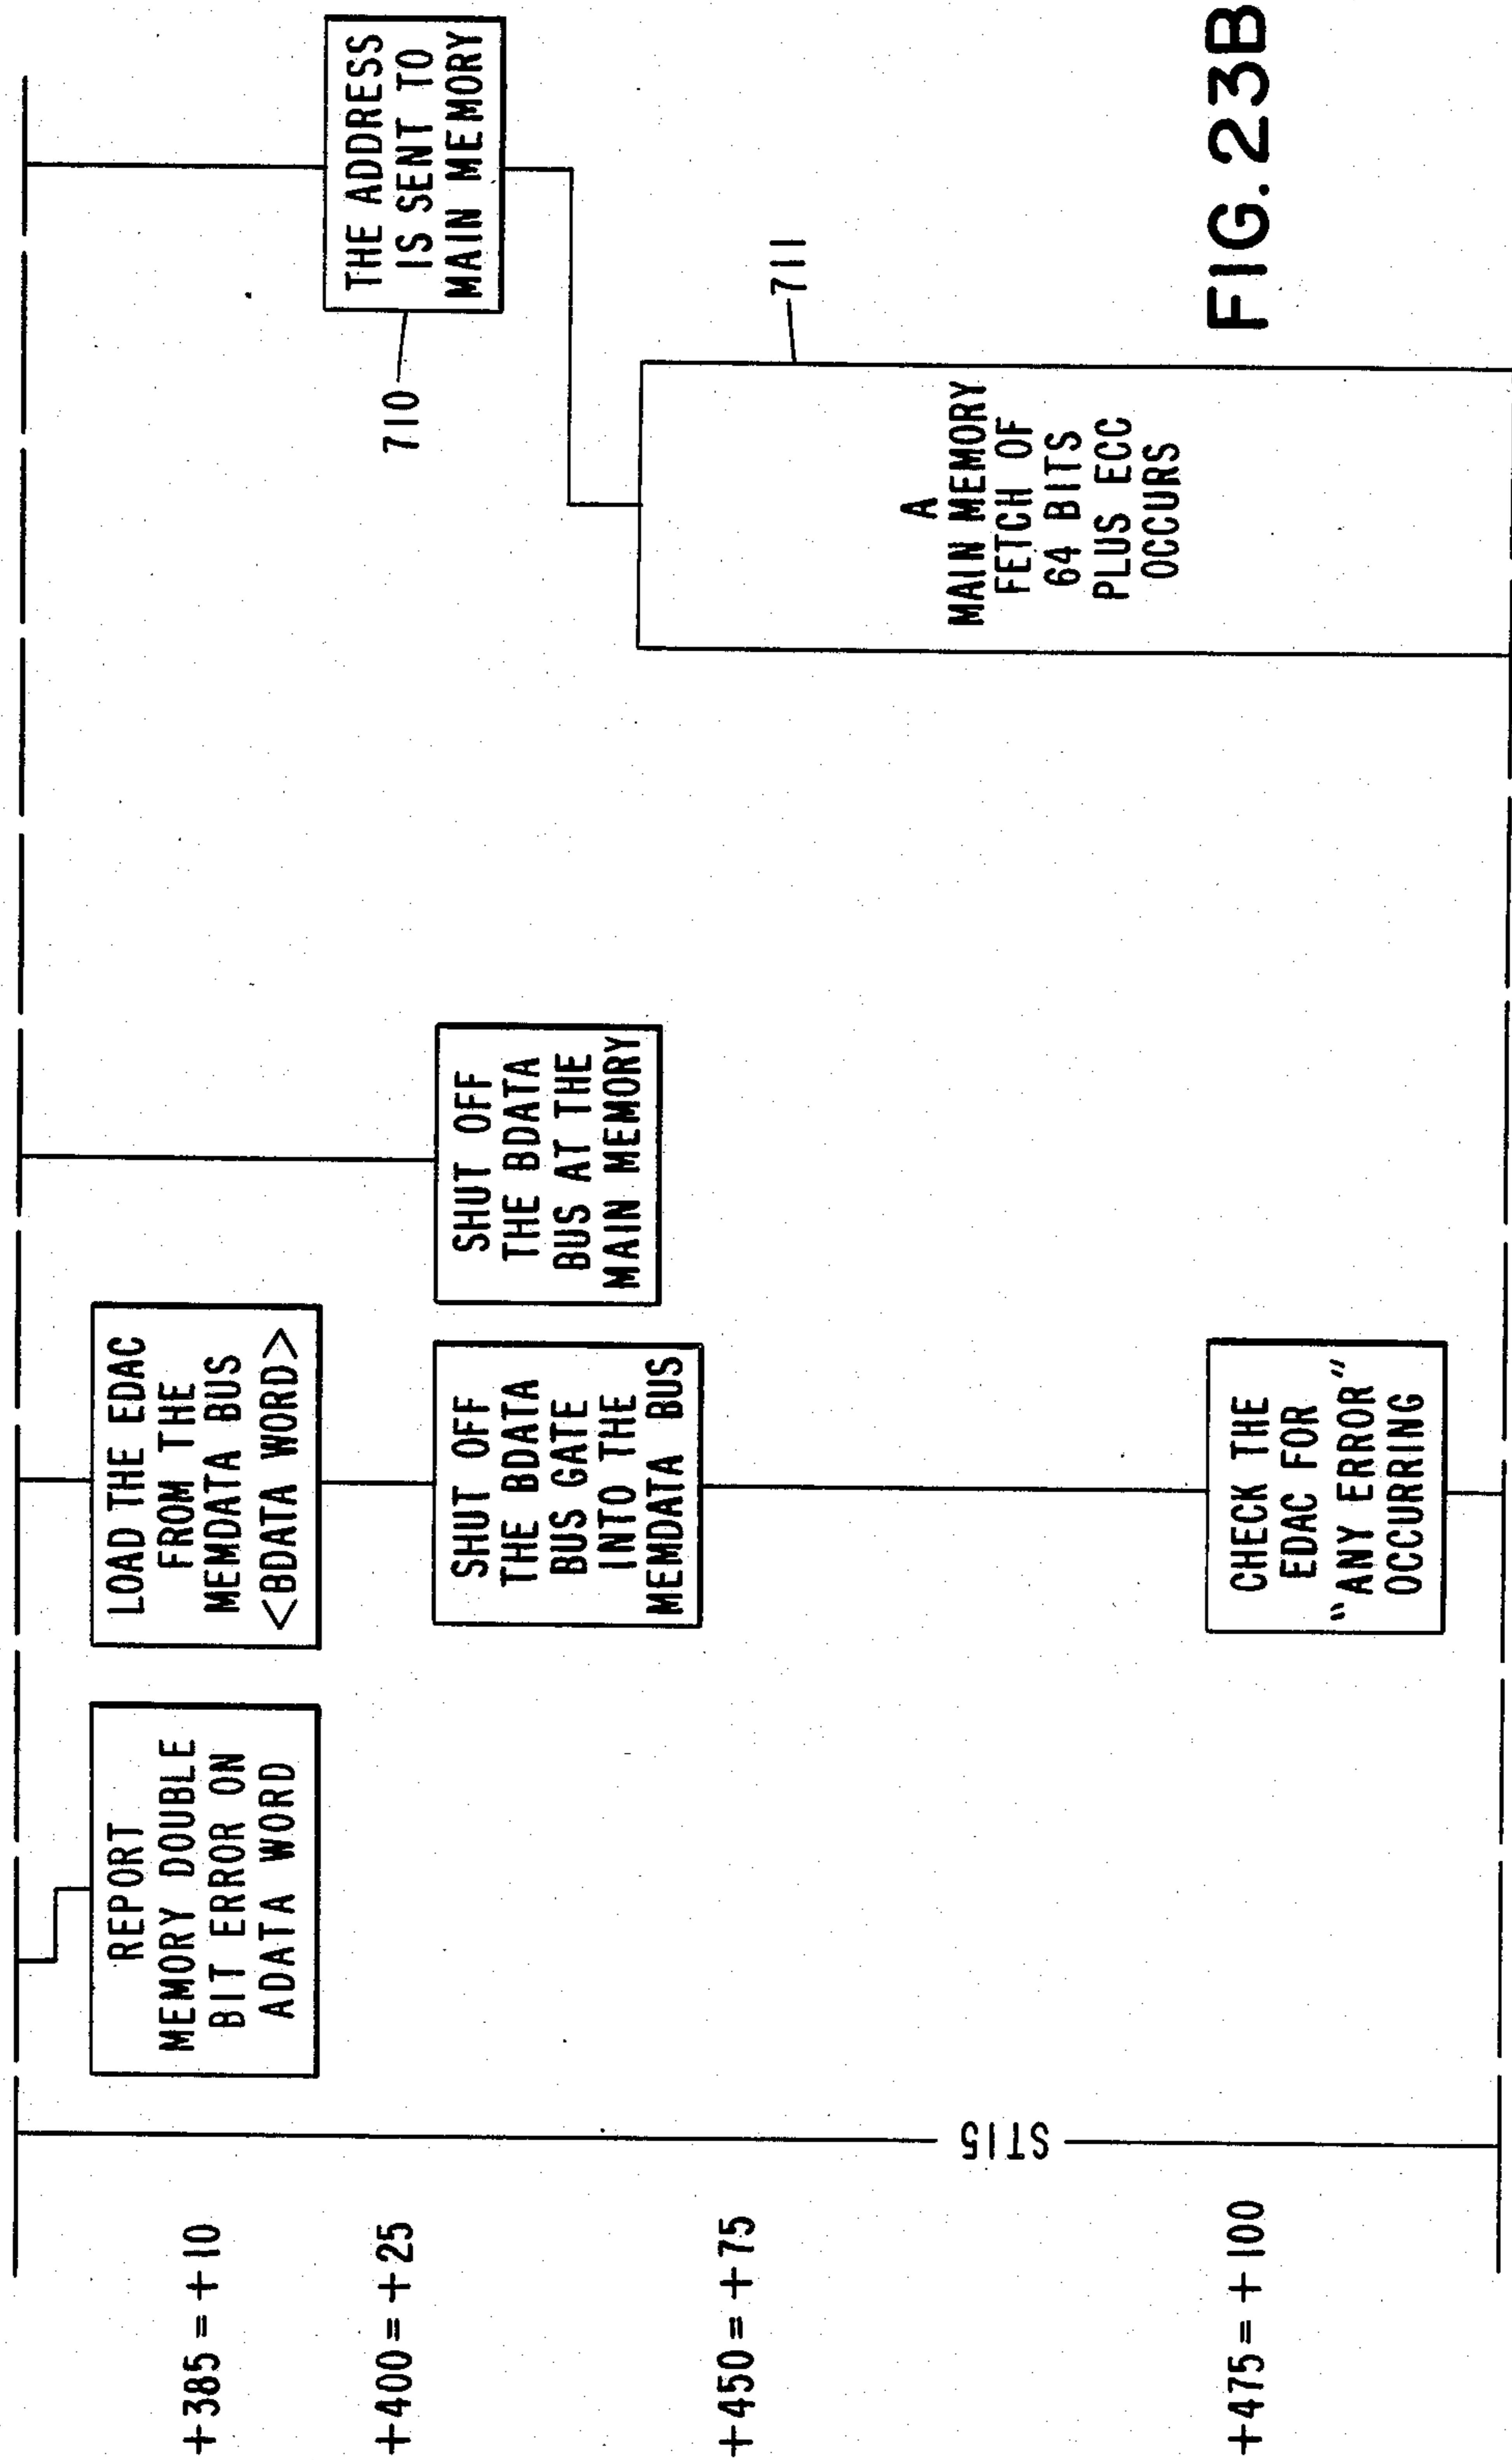 +385 = +10
+400 = +25
+450 = +75
+475 = +100
ST15
REPORT
MEMORY DOUBLE
BIT ERROR ON
ADATA WORD
LOAD THE EDAC
FROM THE
MEMDATA BUS
<BDATA WORD>
SHUT OFF
THE BDATA
BUS GATE
INTO THE
MEMDATA BUS
CHECK THE
EDAC FOR
“ANY ERROR”
OCCURRING
SHUT OFF
THE BDATA
BUS AT THE
MAIN MEMORY
THE ADDRESS
IS SENT TO
MAIN MEMORY
710
A
MAIN MEMORY
FETCH OF
64 BITS
PLUS ECC
OCCURS
711
FIG. 23B